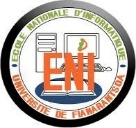 ECOLE NATIONALE D'INFORMATIQUE
ENI
UNIVERSITE DE FIANARANTSOA